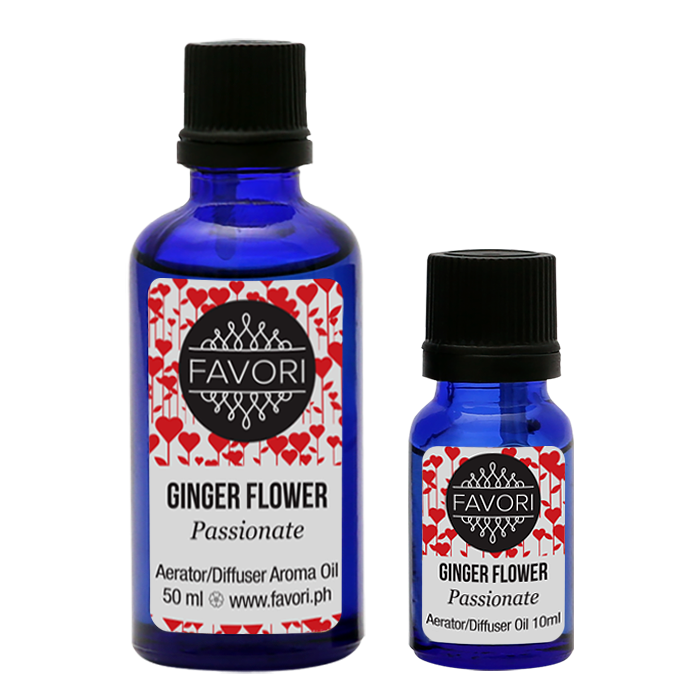 FAVORI
GINGER FLOWER
Passionate
Aerator/Diffuser Aroma Oil
50 ml www.favori.ph
FAVORI
GINGER FLOWER
Passionate
Aerator/Diffuser Oil 10ml